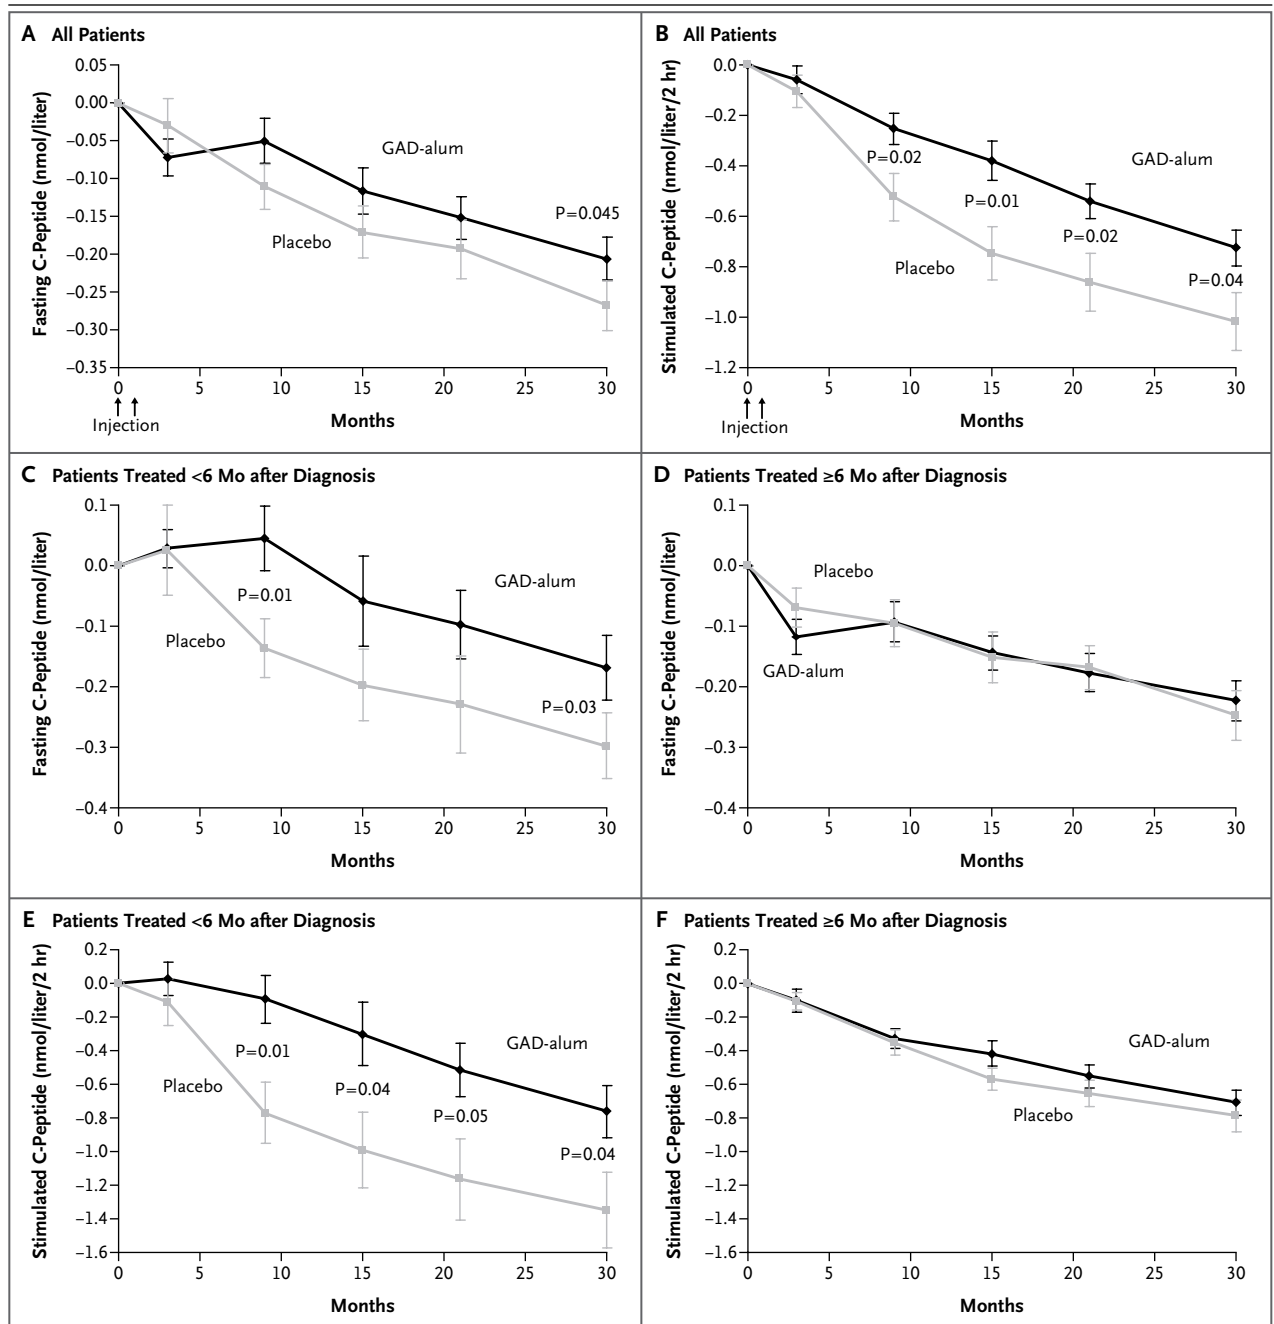 A All Patients
Fasting C-Peptide (nmol/liter)
0.05
0.00
−0.05
−0.10
−0.15
−0.20
−0.25
−0.30
−0.35
GAD-alum
P=0.045
Placebo
0 5 10 15 20 25 30
Injection
Months
B All Patients
Stimulated C-Peptide (nmol/liter/2 hr)
0.0
−0.2
−0.4
−0.6
−0.8
−1.0
−1.2
P=0.02
GAD-alum
P=0.01
P=0.02
Placebo
P=0.04
0 5 10 15 20 25 30
Injection
Months
C Patients Treated <6 Mo after Diagnosis
Fasting C-Peptide (nmol/liter)
0.1
0.0
−0.1
−0.2
−0.3
−0.4
GAD-alum
P=0.01
Placebo
P=0.03
0 5 10 15 20 25 30
Months
D Patients Treated ≥6 Mo after Diagnosis
Fasting C-Peptide (nmol/liter)
0.1
0.0
−0.1
−0.20
−0.3
−0.4
Placebo
GAD-alum
0 5 10 15 20 25 30
Months
E Patients Treated <6 Mo after Diagnosis
Stimulated C-Peptide (nmol/liter/2 hr)
0.2
0.0
−0.2
−0.4
−0.6
−0.8
−1.0
−1.2
−1.4
−1.6
GAD-alum
P=0.01
Placebo
P=0.04
P=0.05
P=0.04
0 5 10 15 20 25 30
Months
F Patients Treated ≥6 Mo after Diagnosis
Stimulated C-Peptide (nmol/liter/2 hr)
0.2
0.0
−0.2
−0.4
−0.6
−0.8
−1.0
−1.2
−1.4
−1.6
GAD-alum
Placebo
0 5 10 15 20 25 30
Months